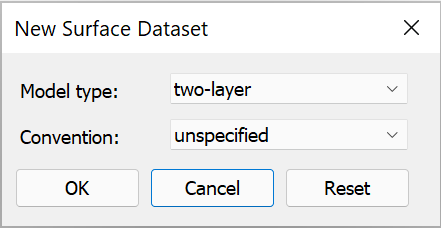 New Surface Dataset
Model type: two-layer
Convention: unspecified
OK Cancel Reset